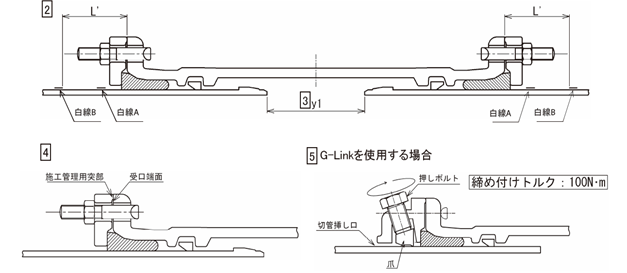 2
L'
L'
3 y1
白線B
白線A
白線A
白線B
4
施工管理用突部
受口端面
5 G-Linkを使用する場合
押しボルト
締め付けトルク：100N·m
切管挿し口
爪